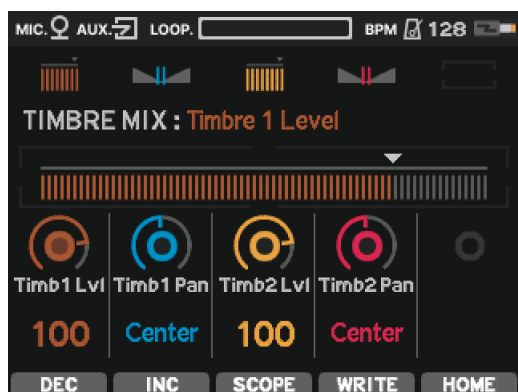 MIC. AUX. LOOP. BPM 128
TIMBRE MIX : Timbre 1 Level
Timb1 Lvl Timb1 Pan Timb2 Lvl Timb2 Pan
100 Center 100 Center
DEC INC SCOPE WRITE HOME